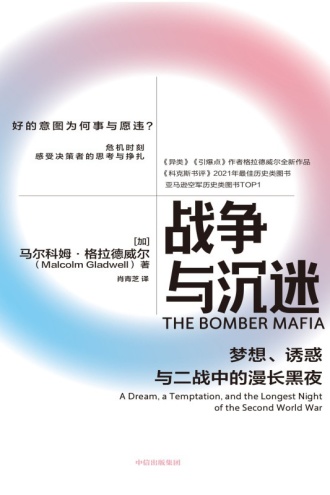 好的意图为何事与愿违?
危机时刻
感受决策者的思考与挣扎
《异类》《引爆点》作者格拉德威尔全新作品
《科克斯书评》2021年最佳历史类图书
亚马逊空军历史类图书TOP1
[加]
马尔科姆·格拉德威尔
(Malcolm Gladwell) 著
肖青芝 译
战争
与沉迷
THE BOMBER MAFIA
梦想、诱惑
与二战中的漫长黑夜
A Dream, a Temptation, and the Longest Night
of the Second World War
中信出版集团